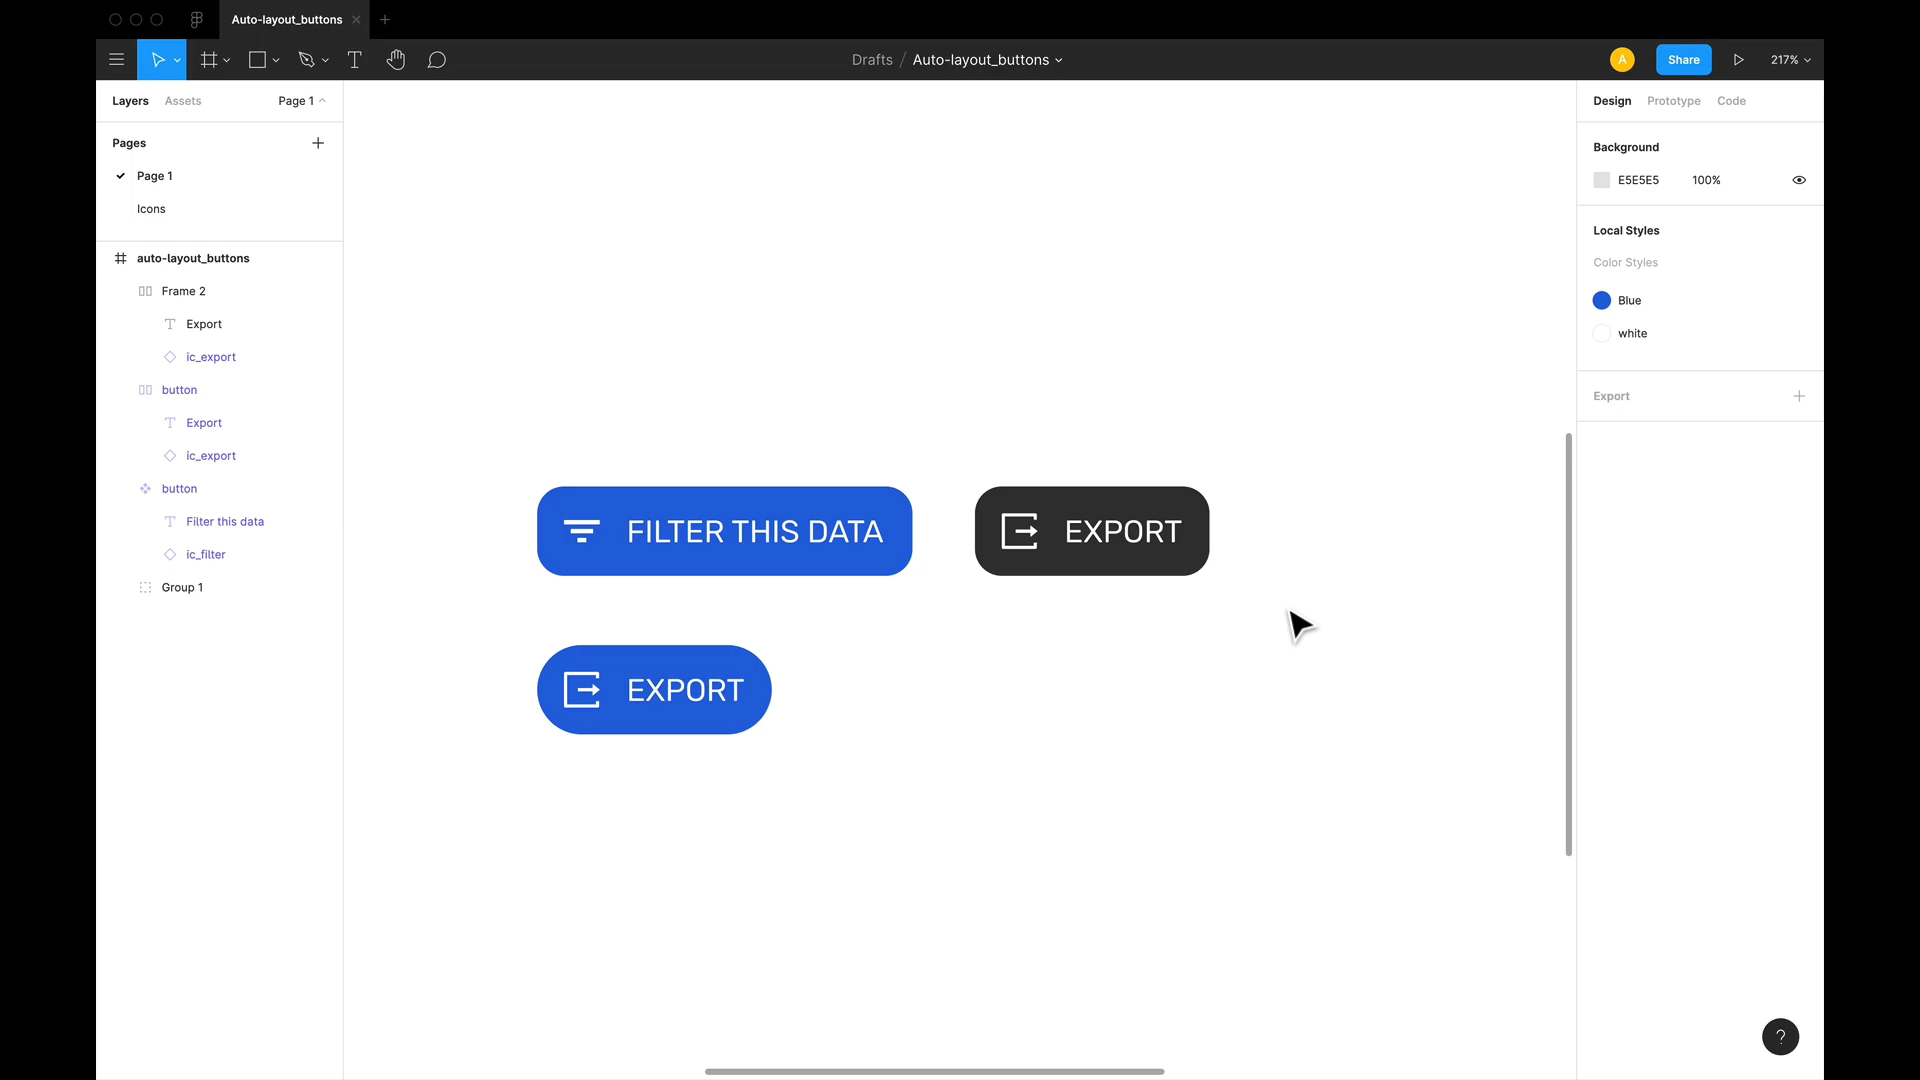 Auto-layout_buttons
Drafts / Auto-layout_buttons
A
Share
217%
Layers
Assets
Page 1
Pages
Page 1
Icons
auto-layout_buttons
Frame 2
Export
ic_export
button
Export
ic_export
button
Filter this data
ic_filter
Group 1
FILTER THIS DATA
EXPORT
EXPORT
Design
Prototype
Code
Background
E5E5E5
100%
Local Styles
Color Styles
Blue
white
Export
?